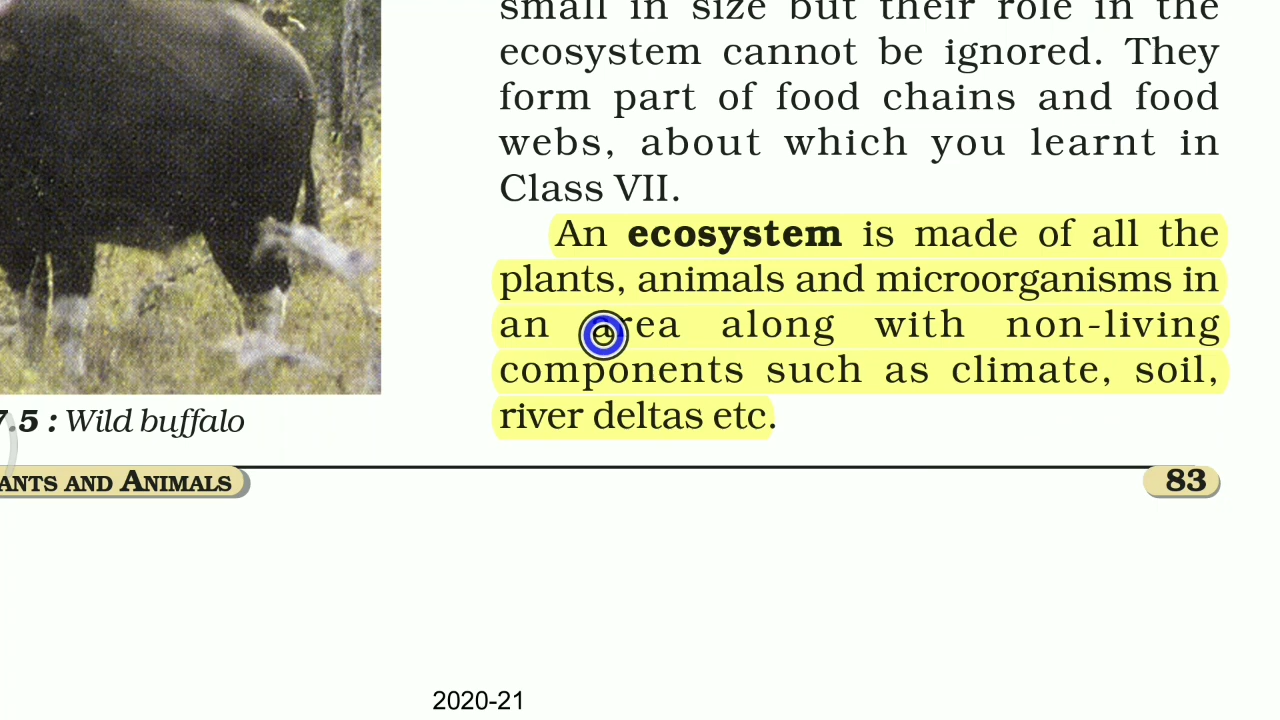 small in size but their role in the
ecosystem cannot be ignored. They
form part of food chains and food
webs, about which you learnt in
Class VII.
An ecosystem is made of all the
plants, animals and microorganisms in
an area along with non-living
components such as climate, soil,
river deltas etc.
7.5 : Wild buffalo
ANTS AND ANIMALS
83
2020-21